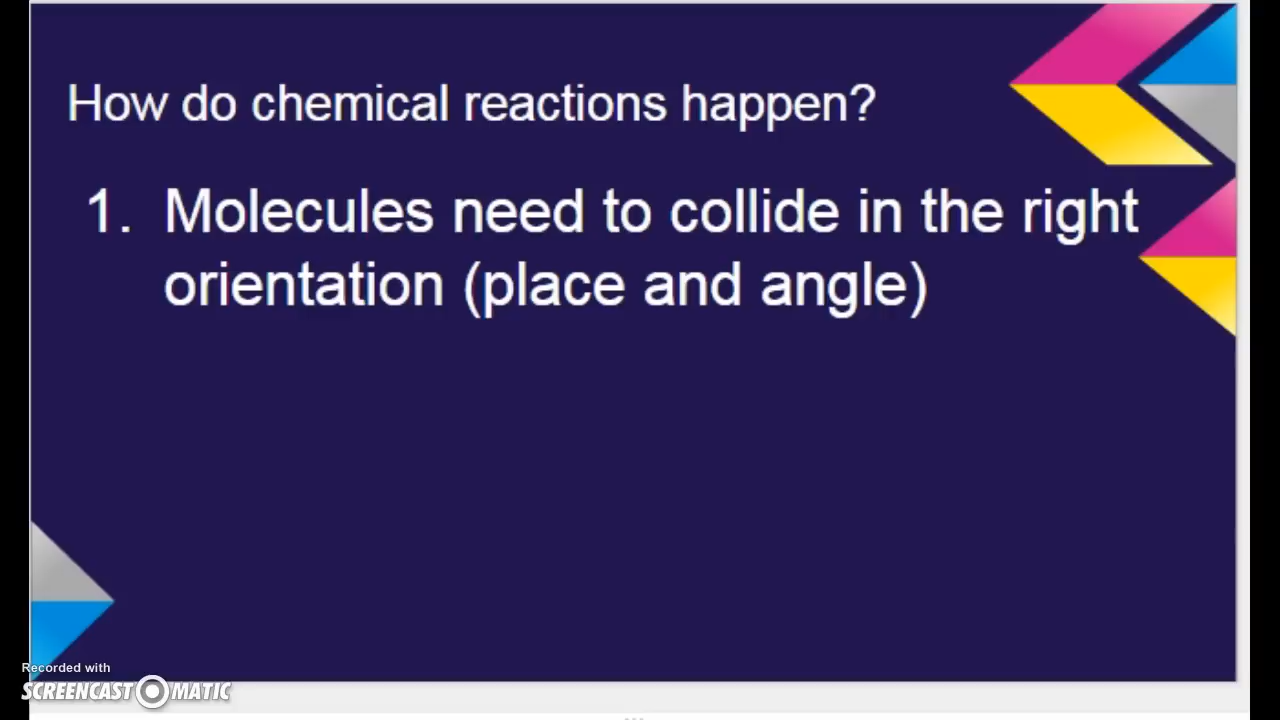 How do chemical reactions happen?
1. Molecules need to collide in the right
orientation (place and angle)
Recorded with
SCREENCAST MATIC